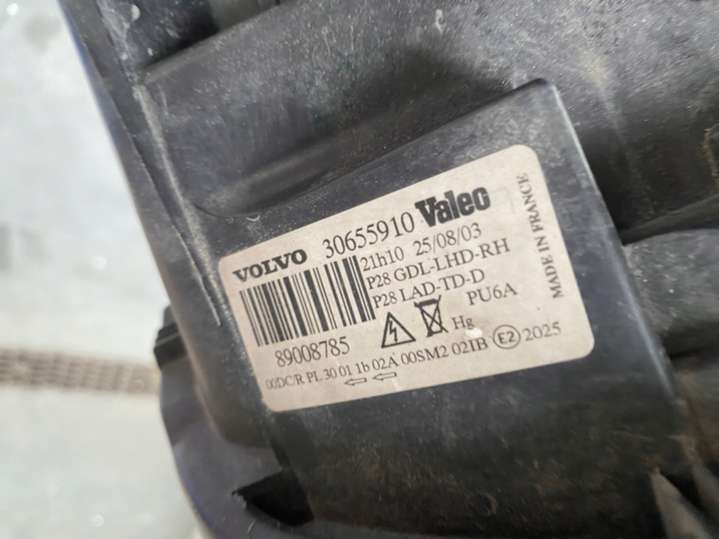 VOLVO 30655910 Valeo
21h10 25/08/03
P28 GDL-LHD-RH
P28 LAD-TD-D
PU6A
89008785
Hg
00DC/R PL 30 01 1b 02A 00SM2 02IB E2 2025
MADE IN FRANCE